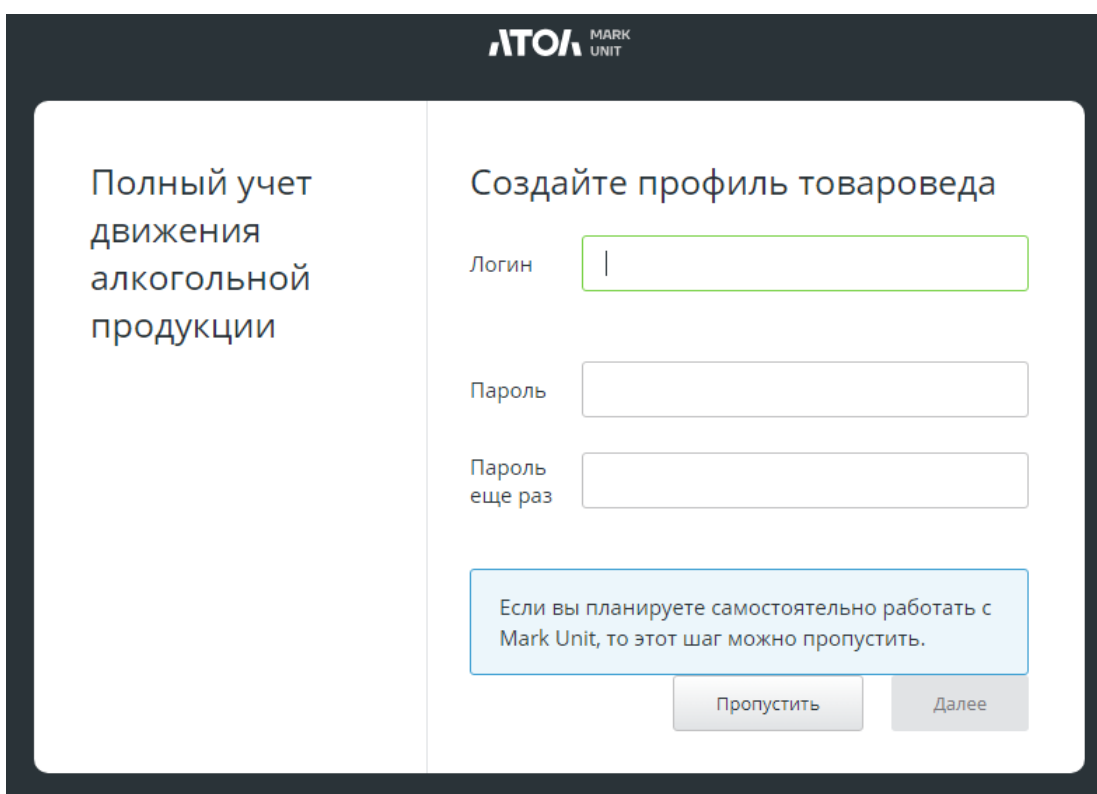 АТОЛ MARK
UNIT
Полный учет
движения
алкогольной
продукции
Создайте профиль товароведа
Логин
Пароль
Пароль
еще раз
Если вы планируете самостоятельно работать с
Mark Unit, то этот шаг можно пропустить.
Пропустить
Далее